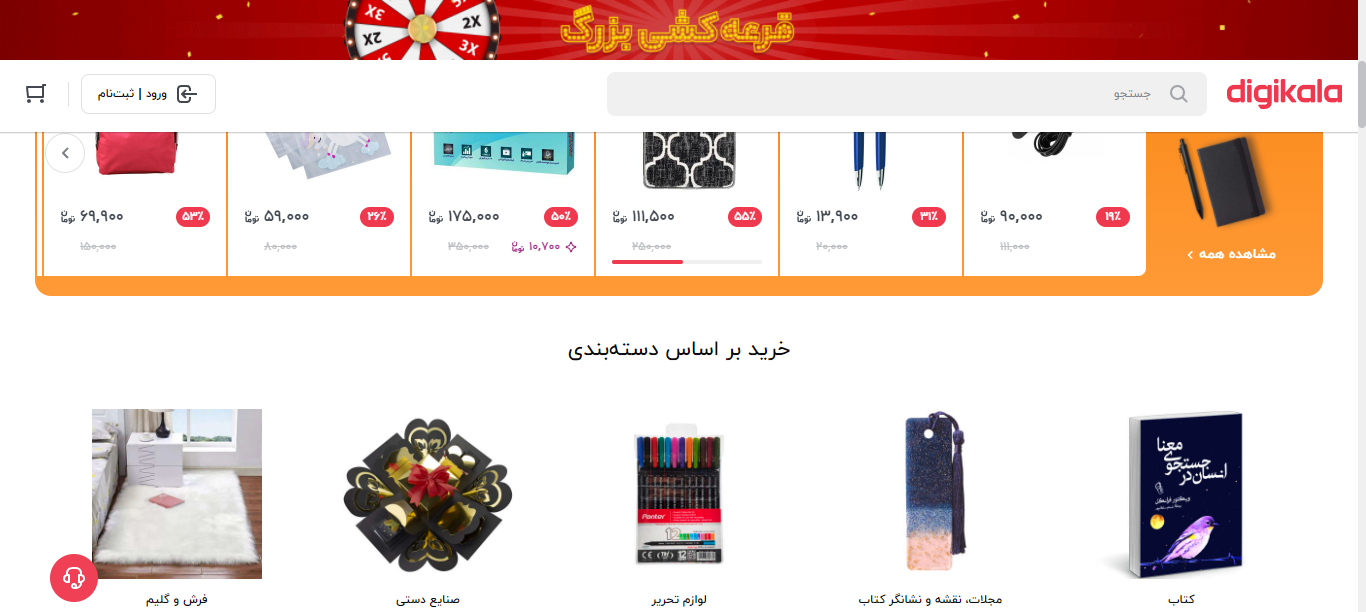 قرعه‌کشی بزرگ
3X
2X
2X
3X
digikala
جستجو
ورود | ثبت‌نام
۱۹٪
۹۰,۰۰۰ تومان
۱۱۱,۰۰۰
۳۱٪
۱۳,۹۰۰ تومان
۲۰,۰۰۰
۵۵٪
۱۱۱,۵۰۰ تومان
۲۵۰,۰۰۰
۵۰٪
۱۷۵,۰۰۰ تومان
۱۰,۷۰۰ تومان
۳۵۰,۰۰۰
۲۶٪
۵۹,۰۰۰ تومان
۸۰,۰۰۰
۵۳٪
۶۹,۹۰۰ تومان
۱۵۰,۰۰۰
مشاهده همه
خرید بر اساس دسته‌بندی
انسان در جستجوی معنا
ویکتور فرانکل
Panter
12
کتاب
مجلات، نقشه و نشانگر کتاب
لوازم تحریر
صنایع دستی
فرش و گلیم